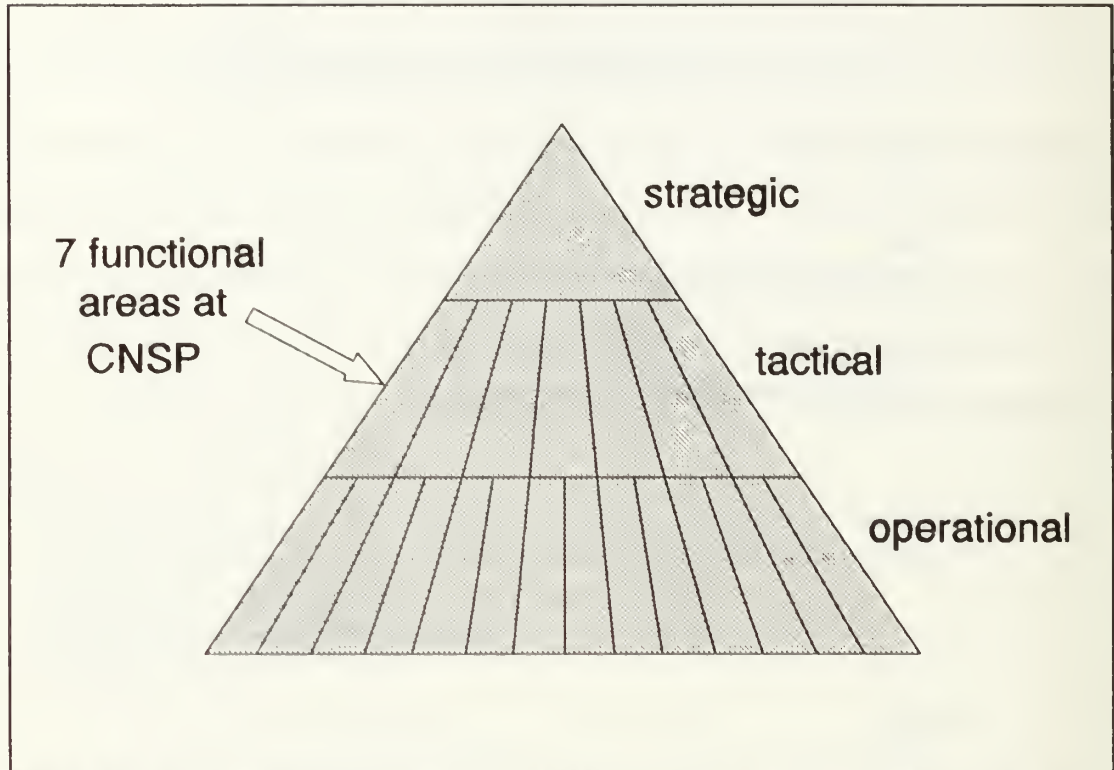 strategic
7 functional
areas at
CNSP
tactical
operational